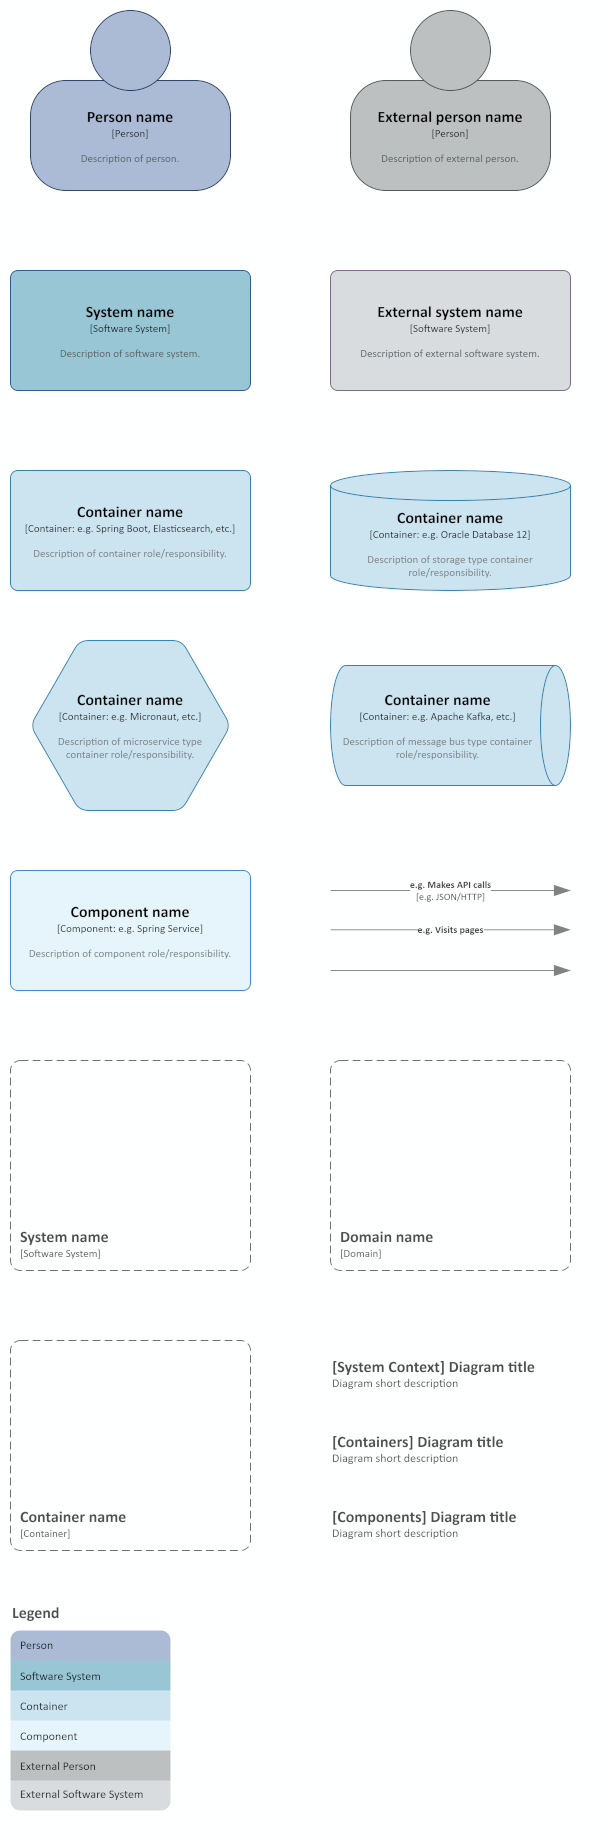 Person name
[Person]
Description of person.
External person name
[Person]
Description of external person.
System name
[Software System]
Description of software system.
External system name
[Software System]
Description of external software system.
Container name
[Container: e.g. Spring Boot, Elasticsearch, etc.]
Description of container role/responsibility.
Container name
[Container: e.g. Oracle Database 12]
Description of storage type container
role/responsibility.
Container name
[Container: e.g. Micronaut, etc.]
Description of microservice type
container role/responsibility.
Container name
[Container: e.g. Apache Kafka, etc.]
Description of message bus type container
role/responsibility.
Component name
[Component: e.g. Spring Service]
Description of component role/responsibility.
e.g. Makes API calls
[e.g. JSON/HTTP]
e.g. Visits pages
System name
[Software System]
Domain name
[Domain]
Container name
[Container]
[System Context] Diagram title
Diagram short description
[Containers] Diagram title
Diagram short description
[Components] Diagram title
Diagram short description
Legend
Person
Software System
Container
Component
External Person
External Software System